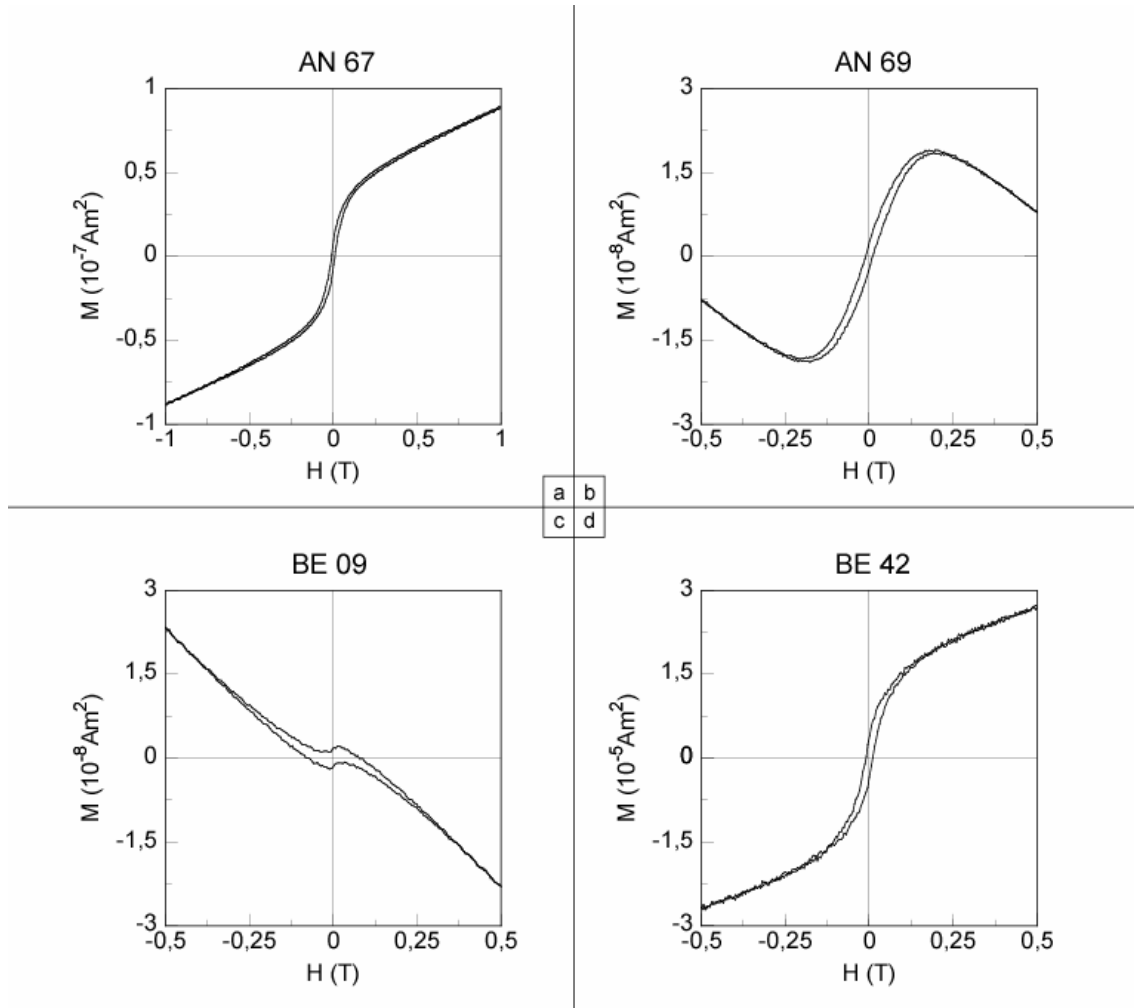 AN 67
1
0,5
0
-0,5
-1
M (10⁻⁷Am²)
-1 -0,5 0 0,5 1
H (T)
AN 69
3
1,5
0
-1,5
-3
M (10⁻⁸Am²)
-0,5 -0,25 0 0,25 0,5
H (T)
a b
c d
BE 09
3
1,5
0
-1,5
-3
M (10⁻⁸Am²)
-0,5 -0,25 0 0,25 0,5
H (T)
BE 42
3
1,5
0
-1,5
-3
M (10⁻⁵Am²)
-0,5 -0,25 0 0,25 0,5
H (T)